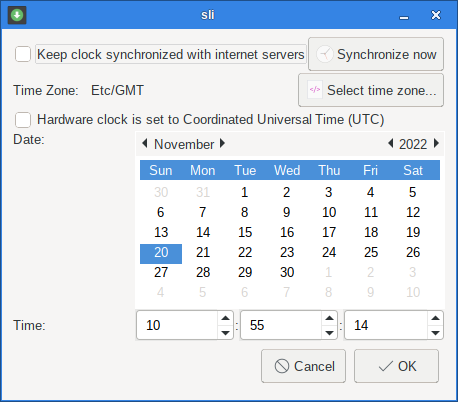 sli
Keep clock synchronized with internet servers Synchronize now
Time Zone: Etc/GMT </> Select time zone...
Hardware clock is set to Coordinated Universal Time (UTC)
Date: November 2022
Sun Mon Tue Wed Thu Fri Sat
30 31 1 2 3 4 5
6 7 8 9 10 11 12
13 14 15 16 17 18 19
20 21 22 23 24 25 26
27 28 29 30 1 2 3
4 5 6 7 8 9 10
Time: 10 : 55 : 14
Cancel OK